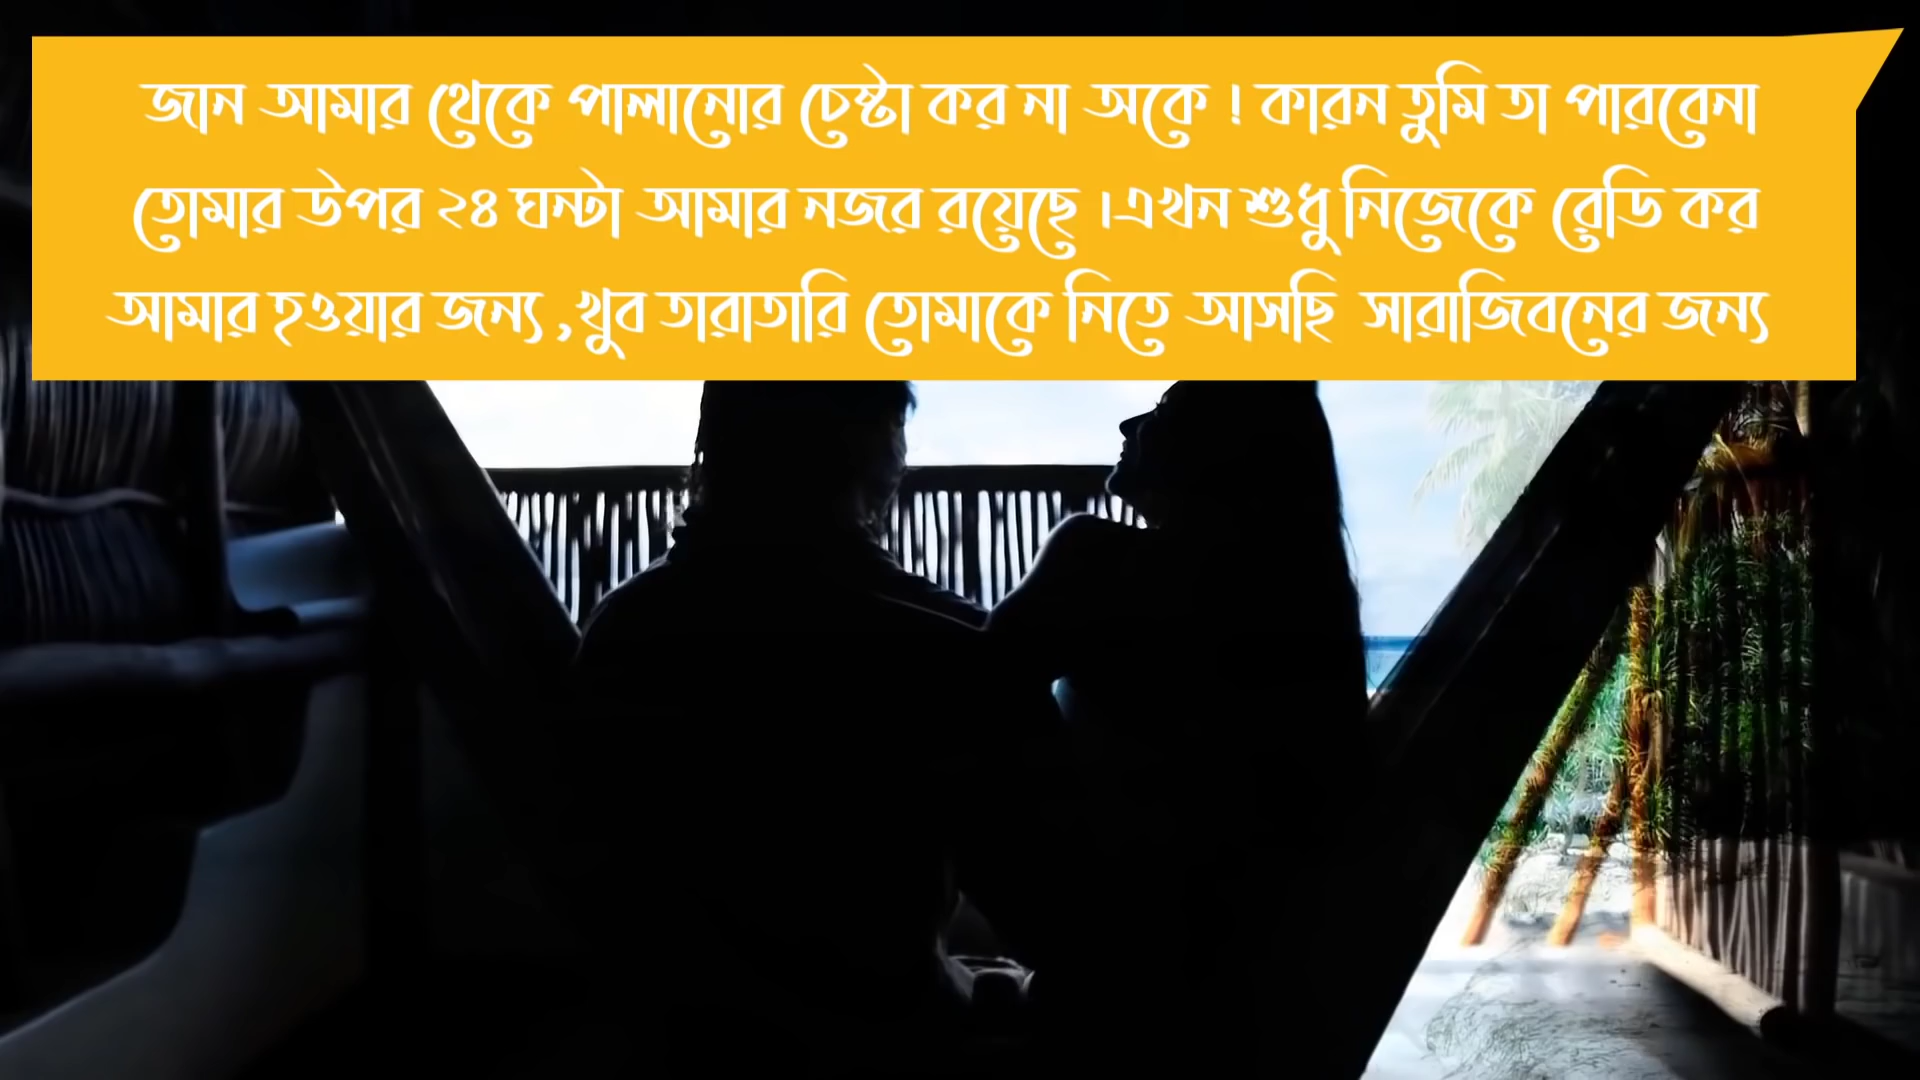 জান আমার থেকে পালানোর চেষ্টা কর না অকে ! কারন তুমি তা পারবেনা
তোমার উপর ২৪ ঘন্টা আমার নজর রয়েছে ।এখন শুধু নিজেকে রেডি কর
আমার হওয়ার জন্য ,খুব তারাতারি তোমাকে নিতে আসছি সারাজিবনের জন্য